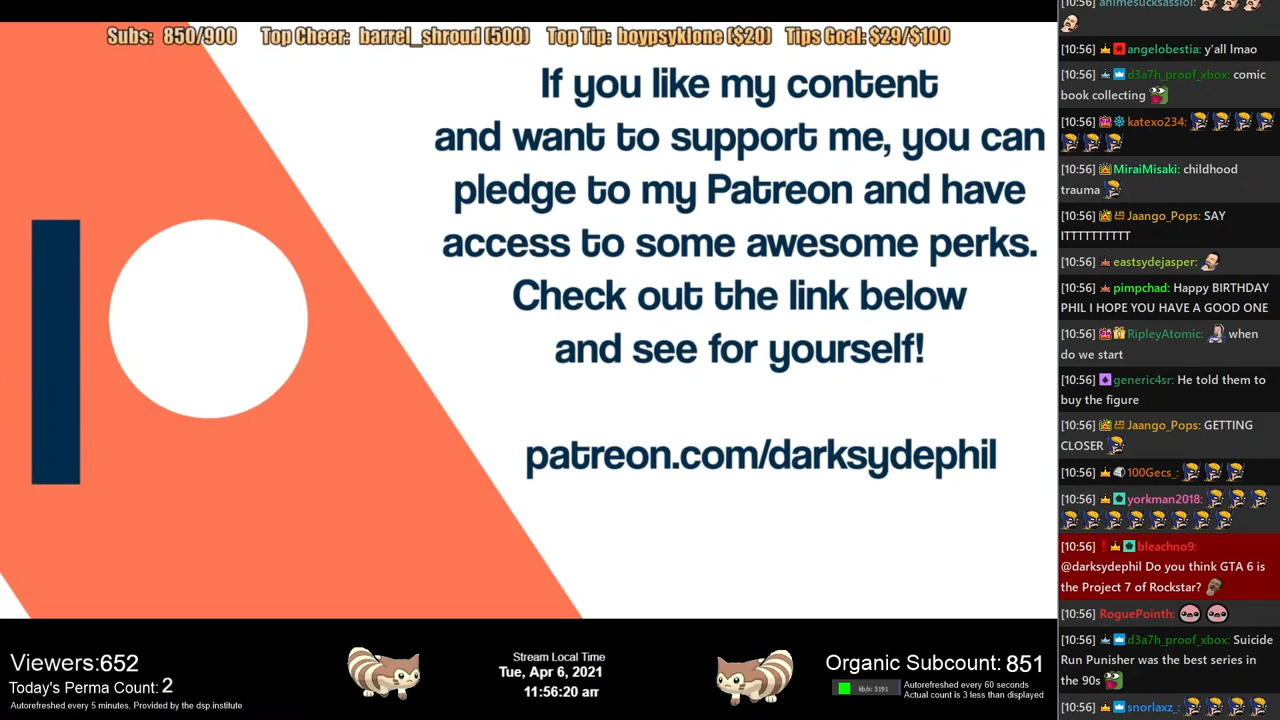 Subs: 850/900 Top Cheer: barrel_shroud (500) Top Tip: boypsyklone ($20) Tips Goal: $29/$100
If you like my content
and want to support me, you can
pledge to my Patreon and have
access to some awesome perks.
Check out the link below
and see for yourself!
patreon.com/darksydephil
Viewers:652
Today's Perma Count: 2
Autorefreshed every 5 minutes, Provided by the dsp.institute
Stream Local Time
Tue, Apr 6, 2021
11:56:20 am
Organic Subcount: 851
kb/s: 5191
Autorefreshed every 60 seconds
Actual count is 3 less than displayed
[10:56] animesucksassio:
[10:56] angelobestia: y'all lmao
[10:56] d3a7h_proof_xbox: comic
book collecting
[10:56] katexo234:
[10:56] MiraiMisaki: childhood
trauma
[10:56] Jaango_Pops: SAY
ITTTTTTTTT
[10:56] eastsydejasper:
[10:56] pimpchad: Happy BIRTHDAY
PHIL I HOPE YOU HAVE A GOOD ONE
[10:56] RipleyAtomic: when
do we start
[10:56] generic4sr: He told them to
buy the figure
[10:56] Jaango_Pops: GETTING
CLOSER
[10:56] 100Gecs_:
[10:56] yorkman2018:
[10:56] bleachno9:
@darksydephil Do you think GTA 6 is
the Project 7 of Rockstar?
[10:56] RoguePointh:
[10:56] d3a7h_proof_xbox: Suicide
Run Punisher was the best series in
the 90s
[10:56] snorlaxz_: